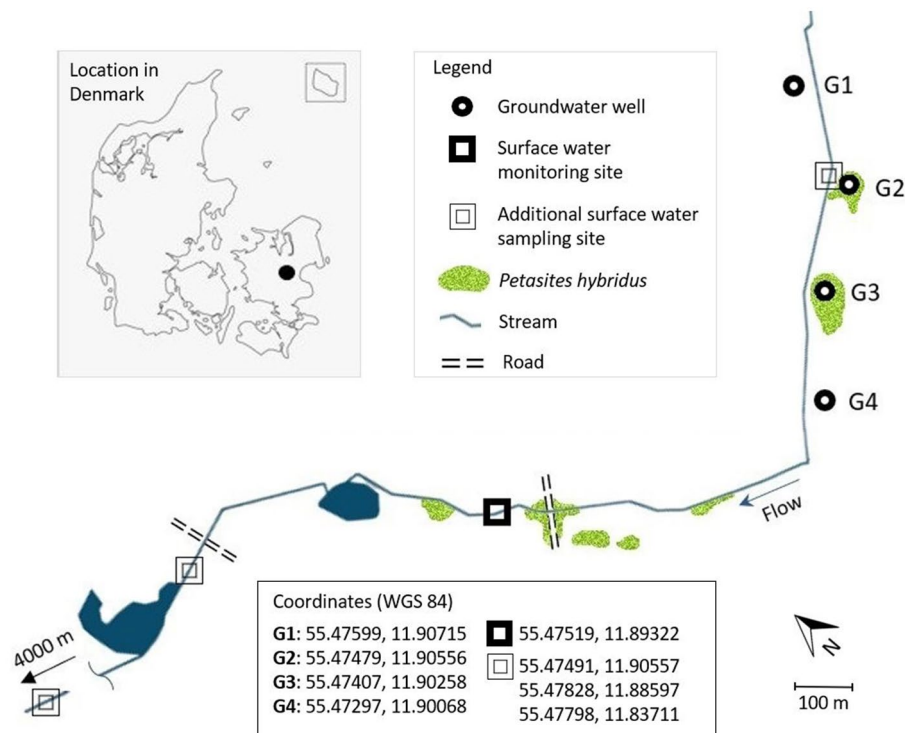 Location in
Denmark
Legend
Groundwater well
Surface water
monitoring site
Additional surface water
sampling site
Petasites hybridus
Stream
Road
G1
G2
G3
G4
Flow
4000 m
Coordinates (WGS 84)
G1: 55.47599, 11.90715
G2: 55.47479, 11.90556
G3: 55.47407, 11.90258
G4: 55.47297, 11.90068
55.47519, 11.89322
55.47491, 11.90557
55.47828, 11.88597
55.47798, 11.83711
N
100 m